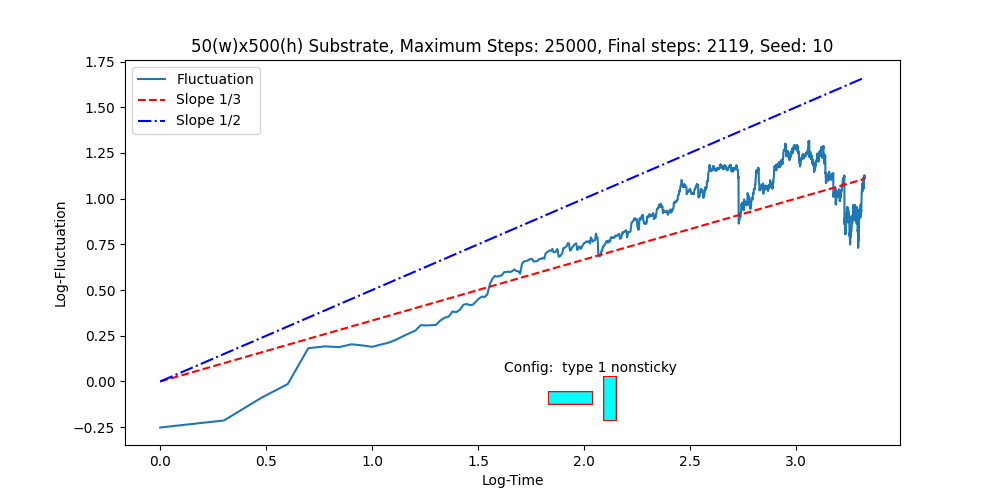 50(w)x500(h) Substrate, Maximum Steps: 25000, Final steps: 2119, Seed: 10
1.75
1.50
1.25
1.00
0.75
0.50
0.25
0.00
−0.25
Log-Fluctuation
Fluctuation
Slope 1/3
Slope 1/2
Config:  type 1 nonsticky
0.0
0.5
1.0
1.5
2.0
2.5
3.0
Log-Time